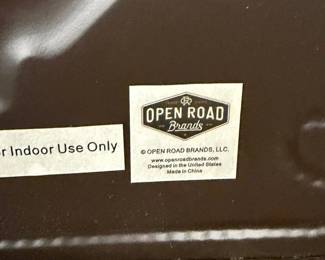 OPEN ROAD
Brands
r Indoor Use Only
© OPEN ROAD BRANDS, LLC.
www.openroadbrands.com
Designed in the United States
Made in China